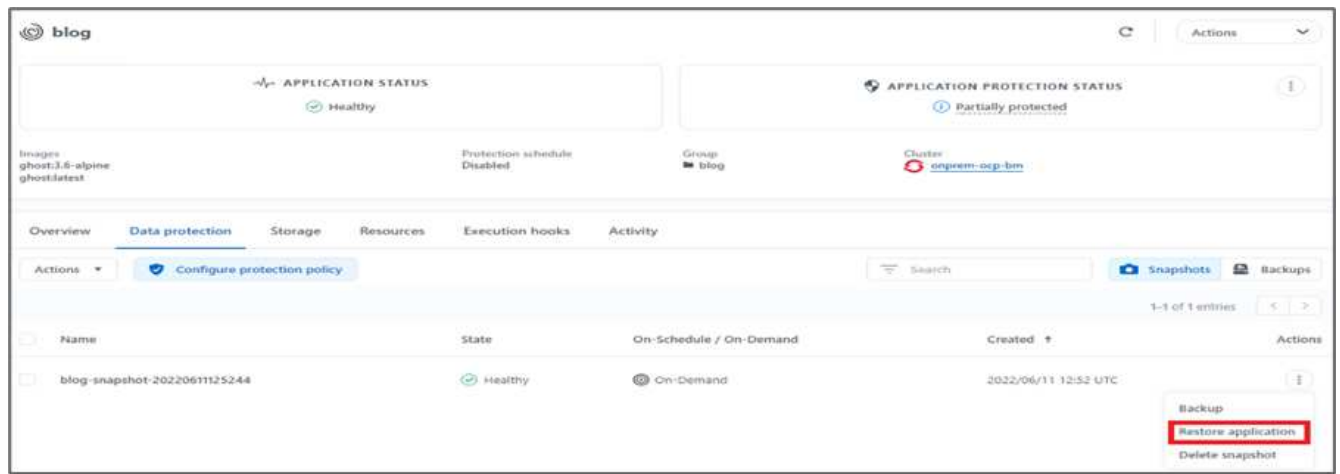 blog
Actions
APPLICATION STATUS
Healthy
APPLICATION PROTECTION STATUS
Partially protected
Images
ghost:3.6-alpine
ghost:latest
Protection schedule
Disabled
Group
blog
Cluster
onprem-ocp-bm
Overview Data protection Storage Resources Execution hooks Activity
Actions Configure protection policy Search Snapshots Backups
1-1 of 1 entries < >
Name State On-Schedule / On-Demand Created ↑ Actions
blog-snapshot-20220611125244 Healthy On-Demand 2022/06/11 12:52 UTC
Backup
Restore application
Delete snapshot